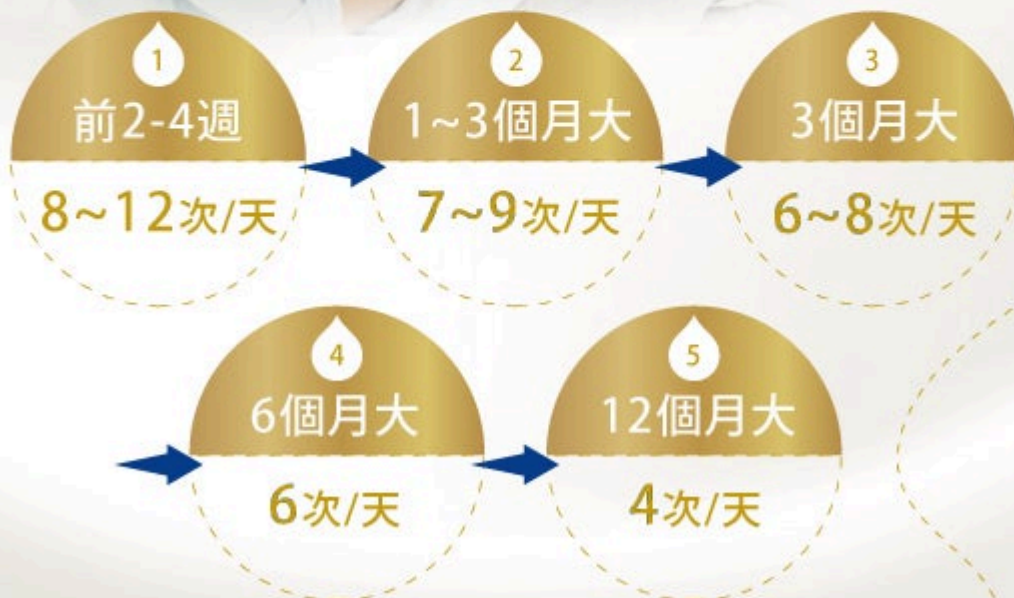 1
前2-4週
8~12次/天
2
1~3個月大
7~9次/天
3
3個月大
6~8次/天
4
6個月大
6次/天
5
12個月大
4次/天